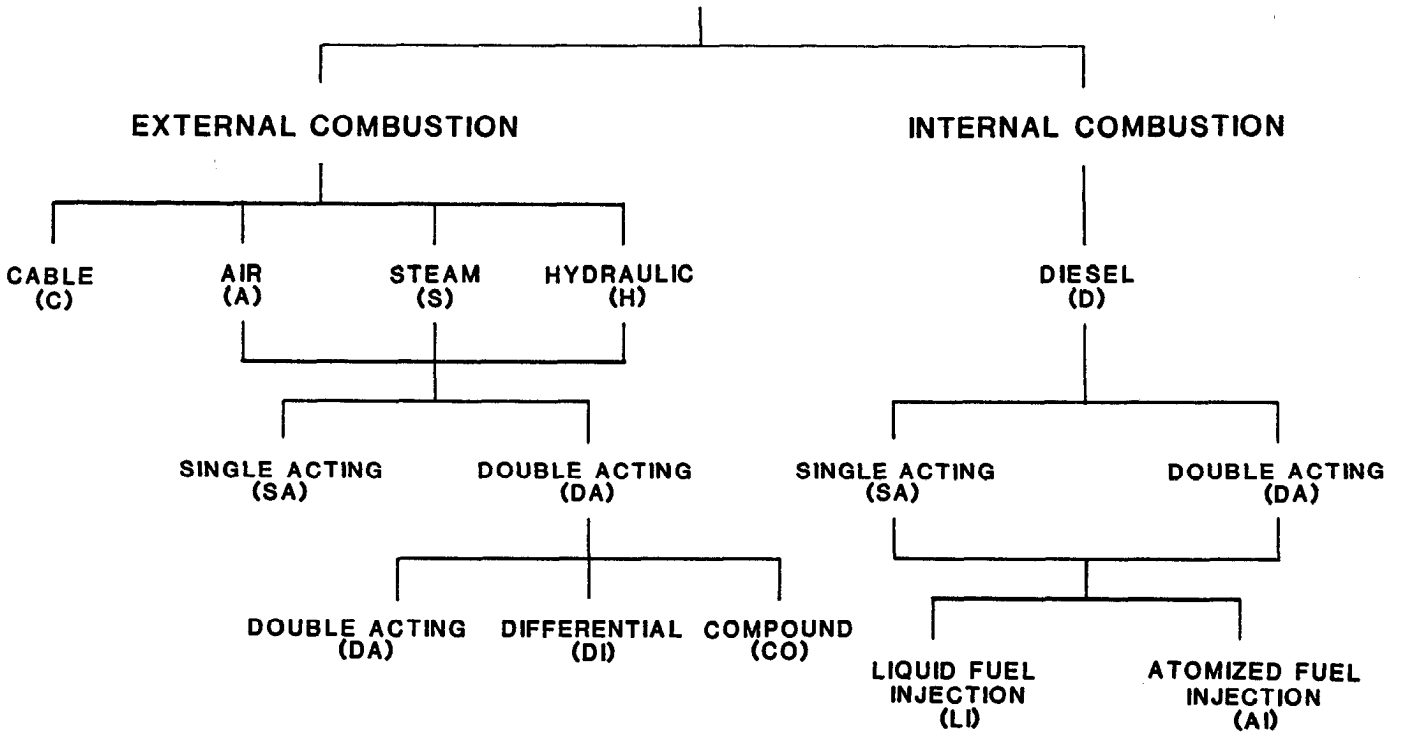 EXTERNAL COMBUSTION
INTERNAL COMBUSTION
CABLE
(C)
AIR
(A)
STEAM
(S)
HYDRAULIC
(H)
DIESEL
(D)
SINGLE ACTING
(SA)
DOUBLE ACTING
(DA)
SINGLE ACTING
(SA)
DOUBLE ACTING
(DA)
DOUBLE ACTING
(DA)
DIFFERENTIAL
(DI)
COMPOUND
(CO)
LIQUID FUEL
INJECTION
(LI)
ATOMIZED FUEL
INJECTION
(AI)